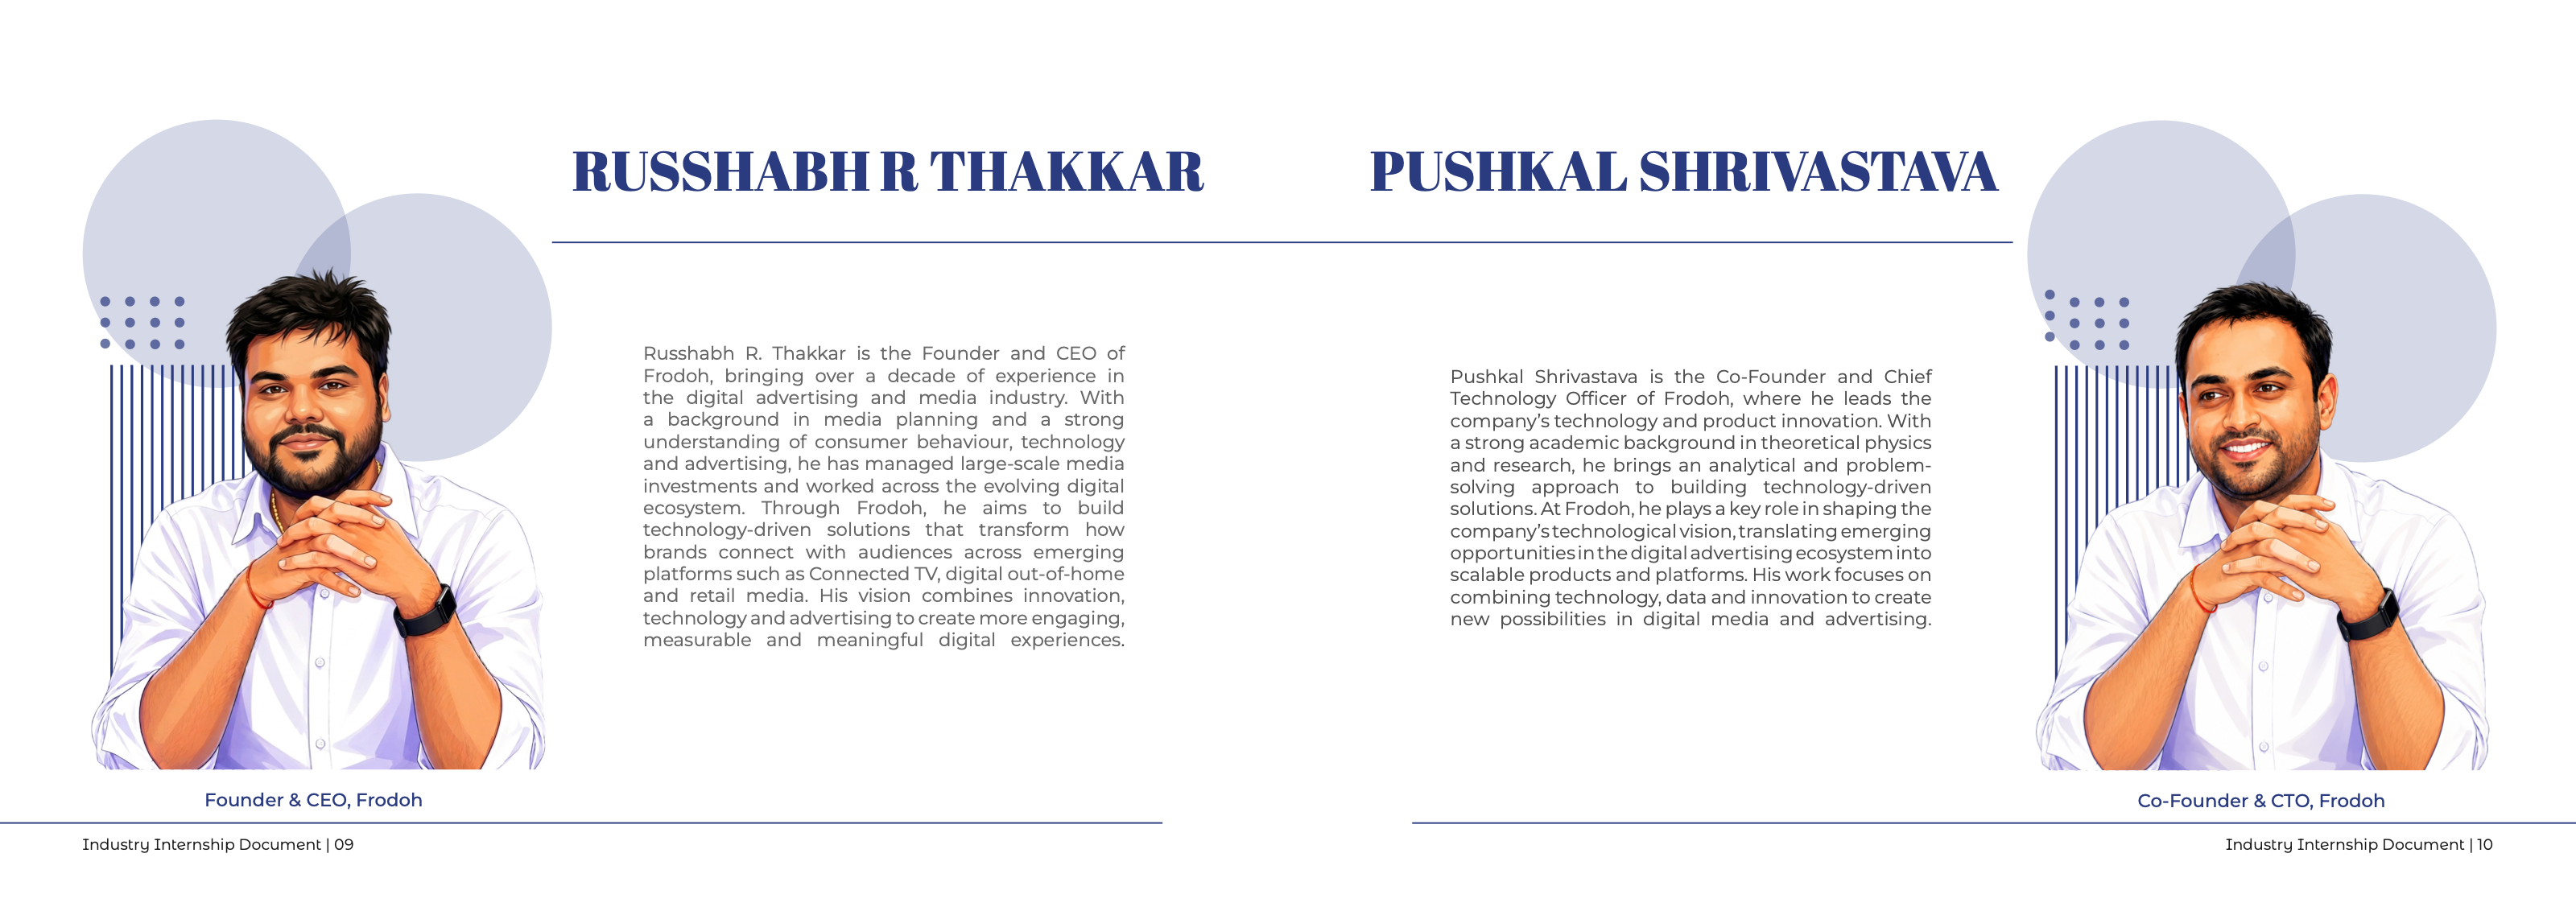 RUSSHABH R THAKKAR
Russhabh R. Thakkar is the Founder and CEO of
Frodoh, bringing over a decade of experience in
the digital advertising and media industry. With
a background in media planning and a strong
understanding of consumer behaviour, technology
and advertising, he has managed large-scale media
investments and worked across the evolving digital
ecosystem. Through Frodoh, he aims to build
technology-driven solutions that transform how
brands connect with audiences across emerging
platforms such as Connected TV, digital out-of-home
and retail media. His vision combines innovation,
technology and advertising to create more engaging,
measurable and meaningful digital experiences.
Founder & CEO, Frodoh
Industry Internship Document | 09
PUSHKAL SHRIVASTAVA
Pushkal Shrivastava is the Co-Founder and Chief
Technology Officer of Frodoh, where he leads the
company’s technology and product innovation. With
a strong academic background in theoretical physics
and research, he brings an analytical and problem-
solving approach to building technology-driven
solutions. At Frodoh, he plays a key role in shaping the
company’s technological vision, translating emerging
opportunities in the digital advertising ecosystem into
scalable products and platforms. His work focuses on
combining technology, data and innovation to create
new possibilities in digital media and advertising.
Co-Founder & CTO, Frodoh
Industry Internship Document | 10